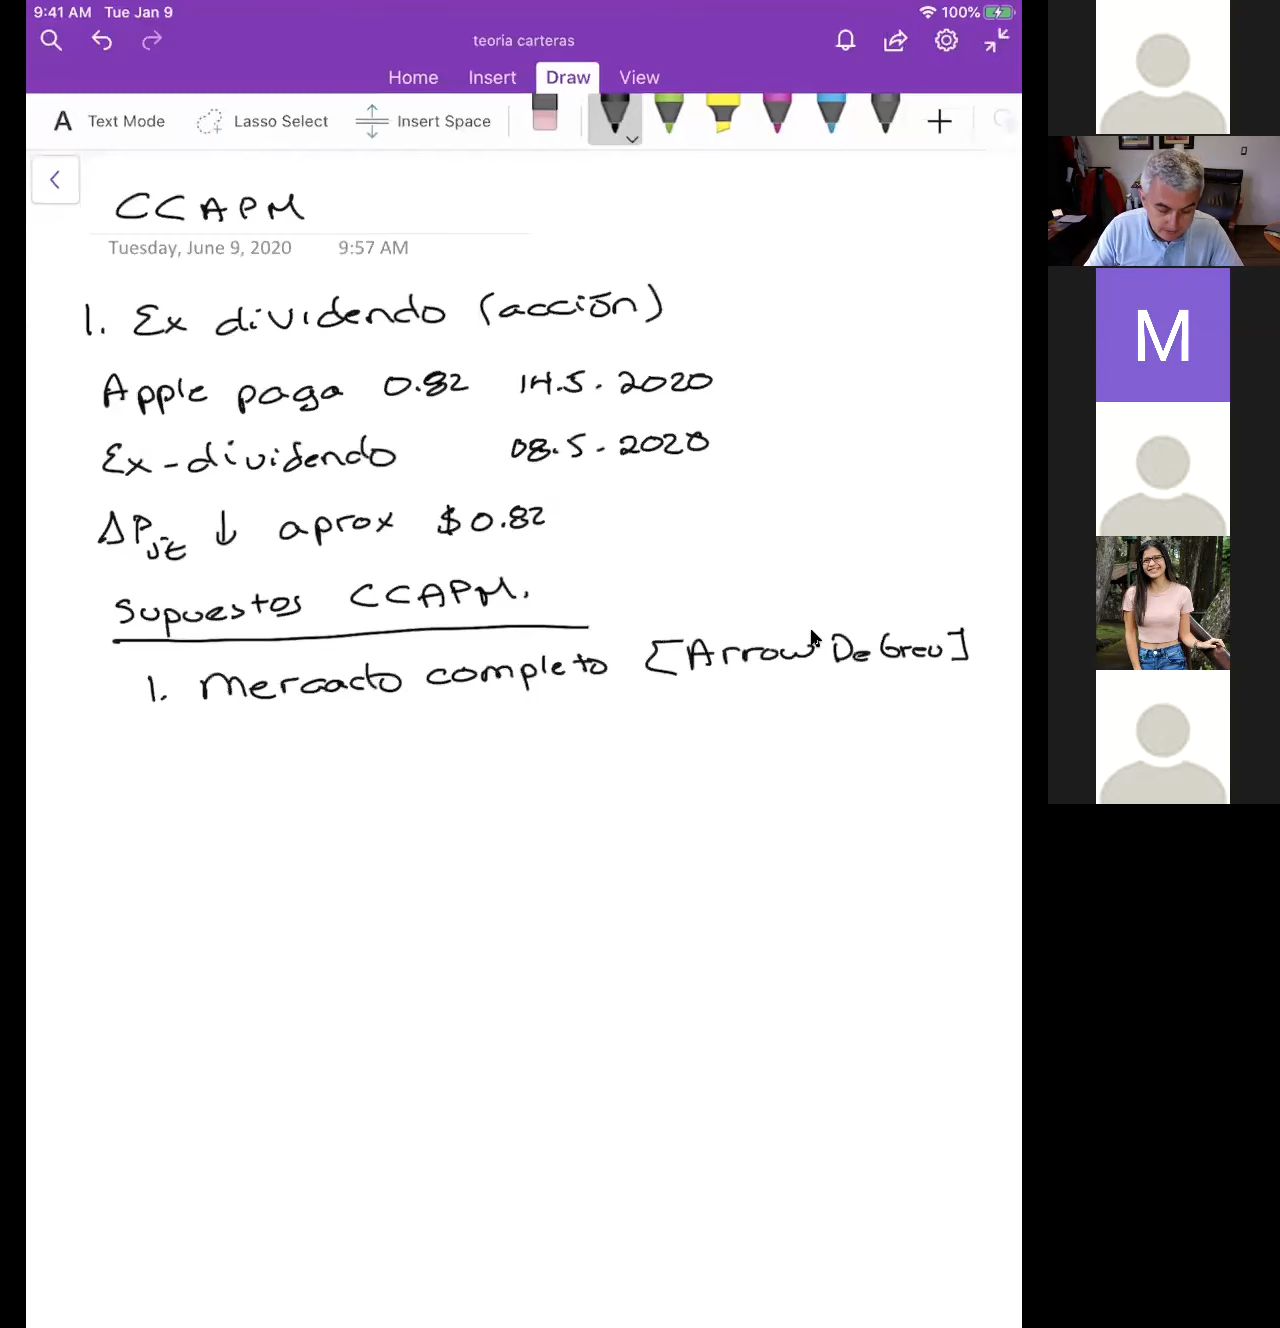 9:41 AM Tue Jan 9 100%
teoria carteras
Home Insert Draw View
A Text Mode Lasso Select Insert Space
CCAPM
Tuesday, June 9, 2020 9:57 AM
1. Ex dividendo (acción)
Apple paga 0.82 14.5.2020
Ex-dividendo 08.5.2020
ΔPjt ↓ aprox $0.82
Supuestos CCAPM.
1. Mercado completo [Arrow DeGreu]
M